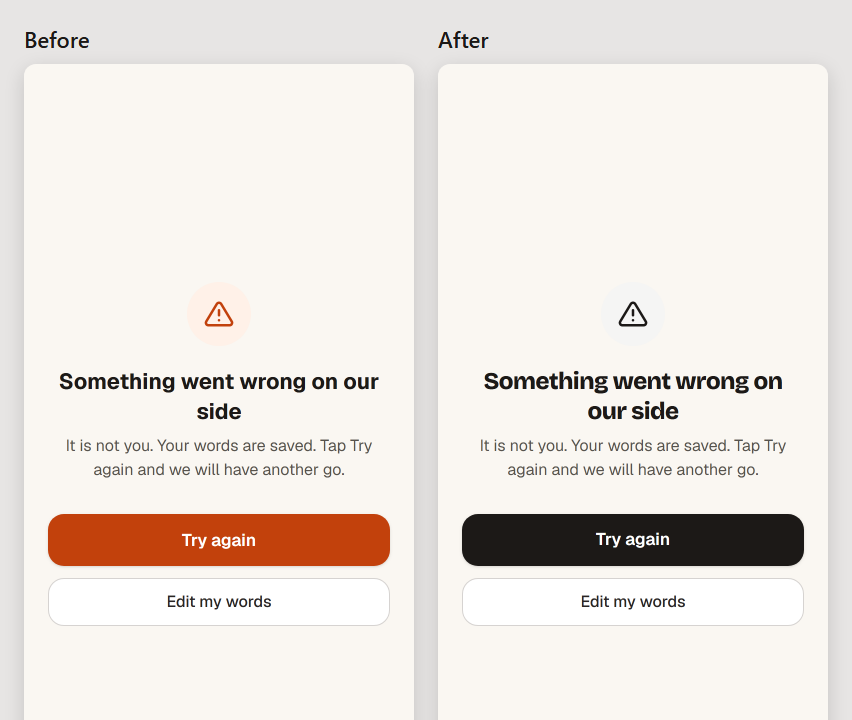 Before
After
Something went wrong on our
side
It is not you. Your words are saved. Tap Try
again and we will have another go.
Try again
Edit my words
Something went wrong on
our side
It is not you. Your words are saved. Tap Try
again and we will have another go.
Try again
Edit my words